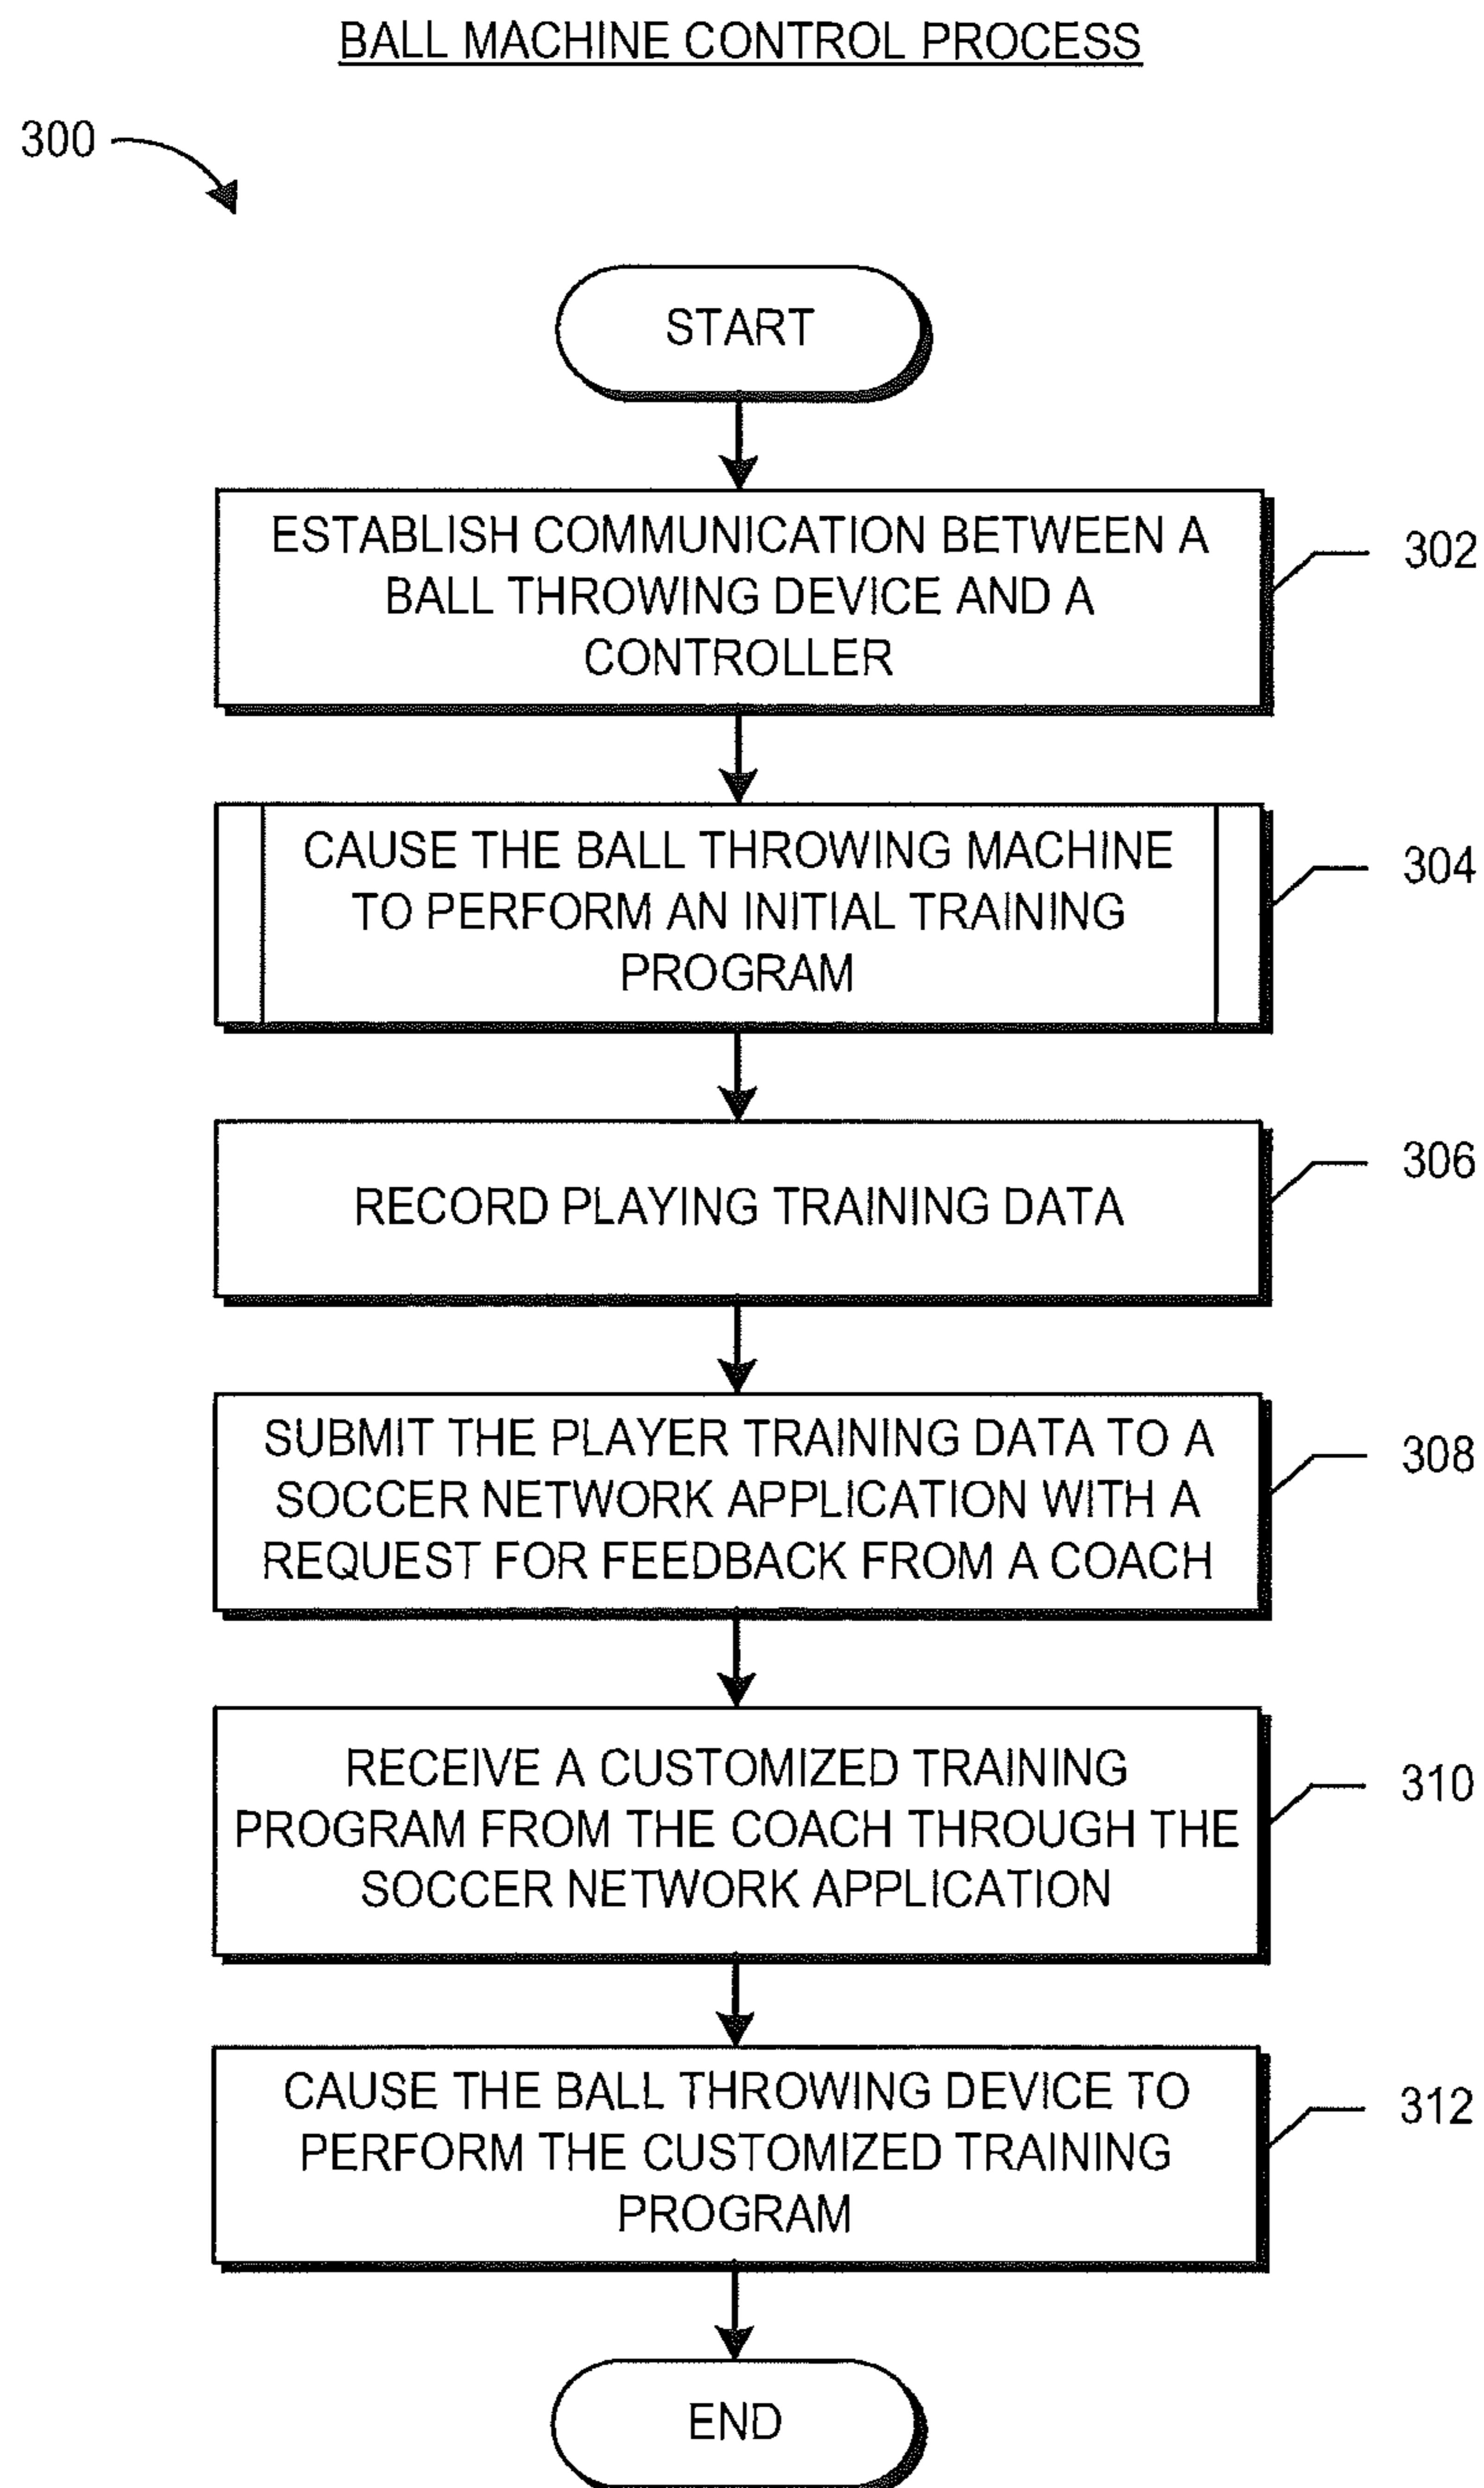 BALL MACHINE CONTROL PROCESS
300
START
ESTABLISH COMMUNICATION BETWEEN A
BALL THROWING DEVICE AND A
CONTROLLER
302
CAUSE THE BALL THROWING MACHINE
TO PERFORM AN INITIAL TRAINING
PROGRAM
304
RECORD PLAYING TRAINING DATA
306
SUBMIT THE PLAYER TRAINING DATA TO A
SOCCER NETWORK APPLICATION WITH A
REQUEST FOR FEEDBACK FROM A COACH
308
RECEIVE A CUSTOMIZED TRAINING
PROGRAM FROM THE COACH THROUGH THE
SOCCER NETWORK APPLICATION
310
CAUSE THE BALL THROWING DEVICE TO
PERFORM THE CUSTOMIZED TRAINING
PROGRAM
312
END